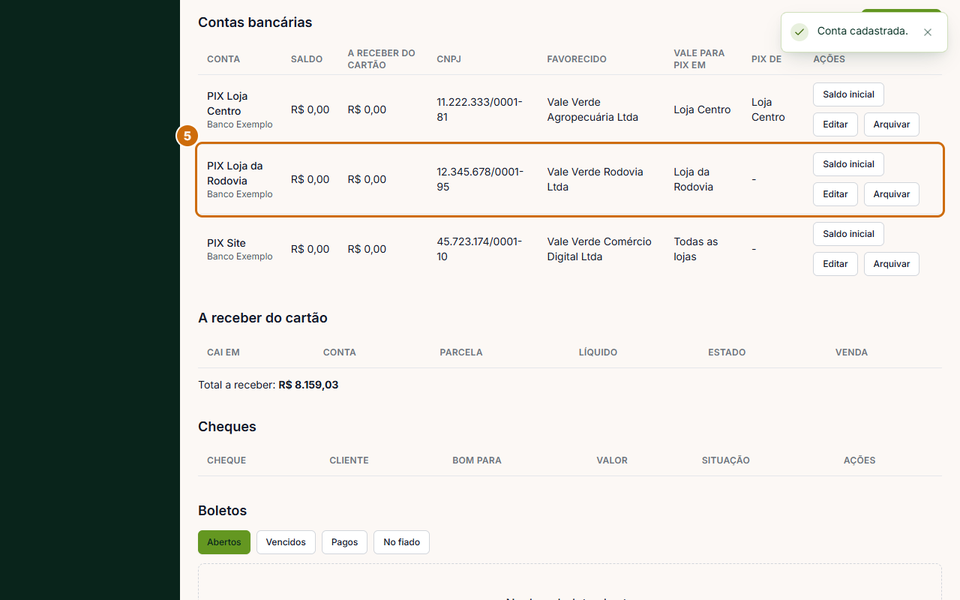 Contas bancárias
Conta cadastrada.
CONTA SALDO A RECEBER DO CARTÃO CNPJ FAVORECIDO VALE PARA PIX EM PIX DE AÇÕES
PIX Loja Centro
Banco Exemplo
R$ 0,00
R$ 0,00
11.222.333/0001-81
Vale Verde Agropecuária Ltda
Loja Centro
Loja Centro
Saldo inicial
Editar Arquivar
5
PIX Loja da Rodovia
Banco Exemplo
R$ 0,00
R$ 0,00
12.345.678/0001-95
Vale Verde Rodovia Ltda
Loja da Rodovia
-
Saldo inicial
Editar Arquivar
PIX Site
Banco Exemplo
R$ 0,00
R$ 0,00
45.723.174/0001-10
Vale Verde Comércio Digital Ltda
Todas as lojas
-
Saldo inicial
Editar Arquivar
A receber do cartão
CAI EM CONTA PARCELA LÍQUIDO ESTADO VENDA
Total a receber: R$ 8.159,03
Cheques
CHEQUE CLIENTE BOM PARA VALOR SITUAÇÃO AÇÕES
Boletos
Abertos Vencidos Pagos No fiado